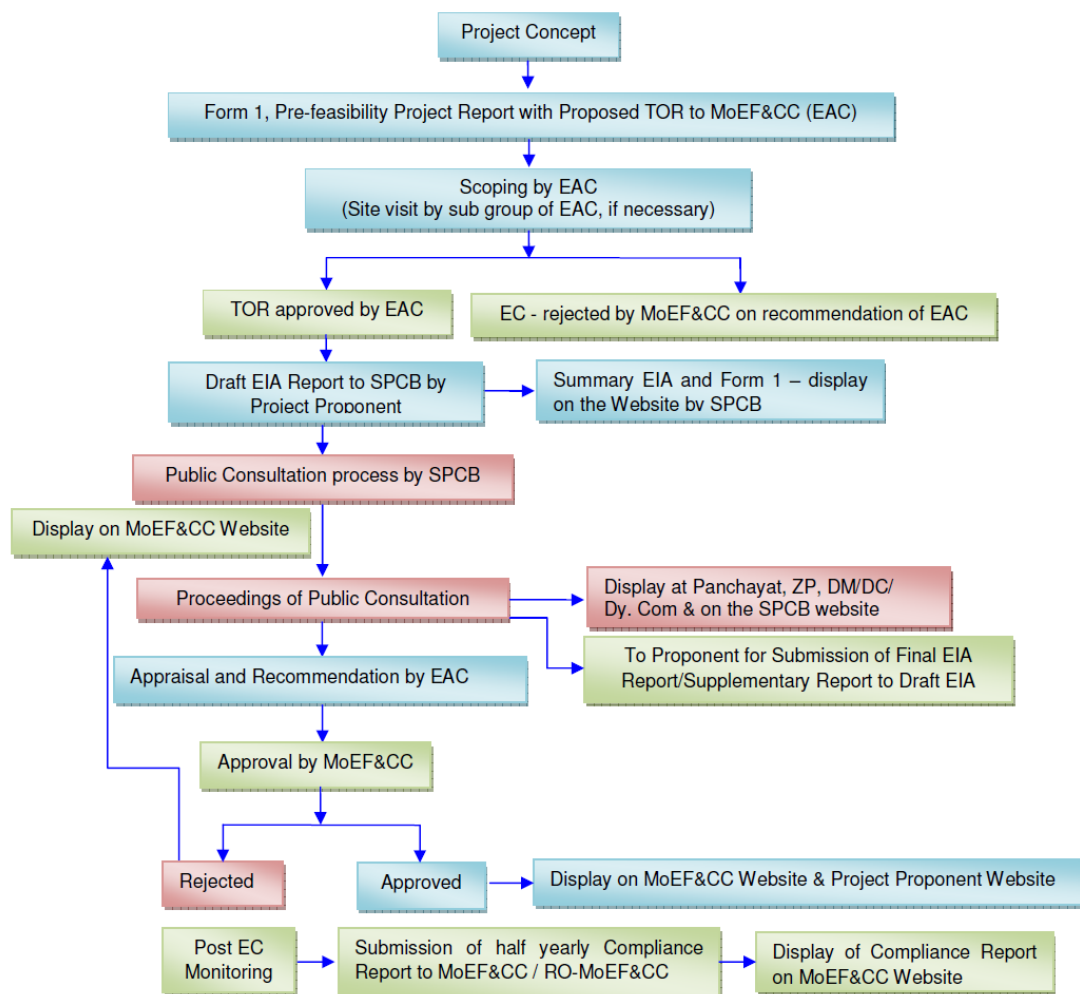 Project Concept
Form 1, Pre-feasibility Project Report with Proposed TOR to MoEF&CC (EAC)
Scoping by EAC
(Site visit by sub group of EAC, if necessary)
TOR approved by EAC
EC - rejected by MoEF&CC on recommendation of EAC
Draft EIA Report to SPCB by
Project Proponent
Summary EIA and Form 1 – display
on the Website by SPCB
Public Consultation process by SPCB
Display on MoEF&CC Website
Proceedings of Public Consultation
Display at Panchayat, ZP, DM/DC/
Dy. Com & on the SPCB website
To Proponent for Submission of Final EIA
Report/Supplementary Report to Draft EIA
Appraisal and Recommendation by EAC
Approval by MoEF&CC
Rejected
Approved
Display on MoEF&CC Website & Project Proponent Website
Post EC
Monitoring
Submission of half yearly Compliance
Report to MoEF&CC / RO-MoEF&CC
Display of Compliance Report
on MoEF&CC Website